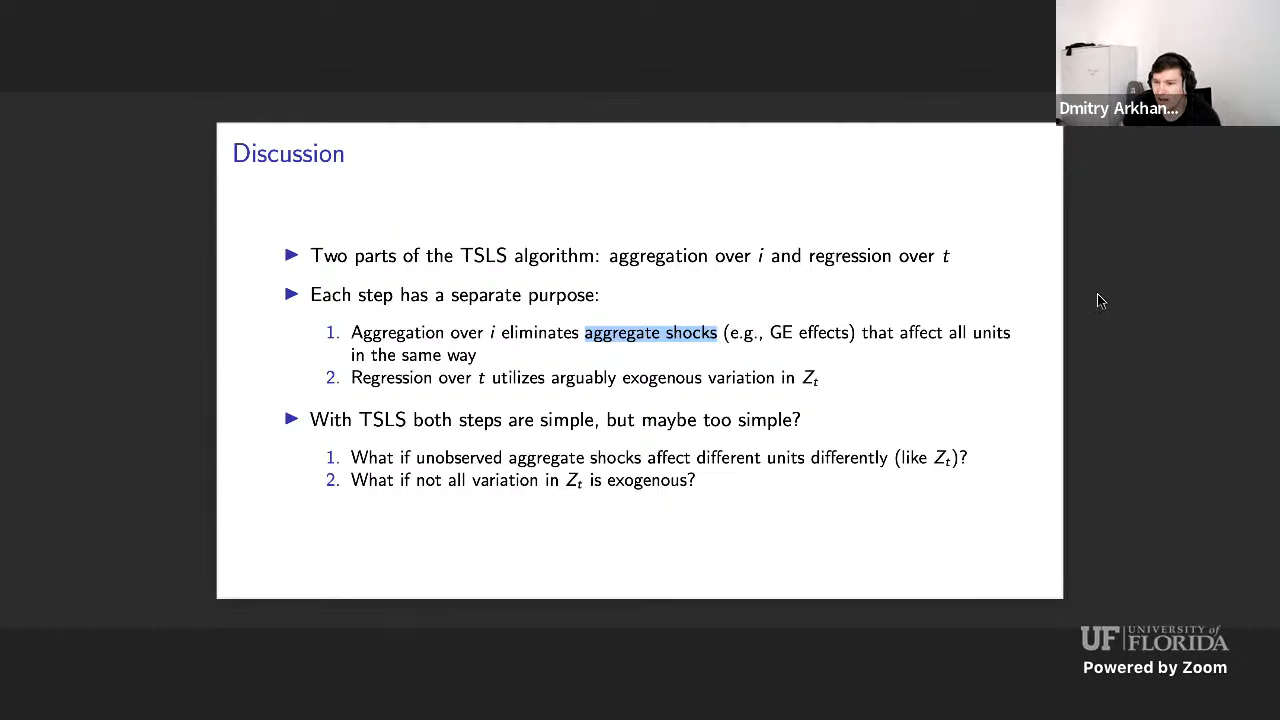 Dmitry Arkhan...
Discussion
▶ Two parts of the TSLS algorithm: aggregation over i and regression over t
▶ Each step has a separate purpose:
1. Aggregation over i eliminates aggregate shocks (e.g., GE effects) that affect all units
in the same way
2. Regression over t utilizes arguably exogenous variation in Zₜ
▶ With TSLS both steps are simple, but maybe too simple?
1. What if unobserved aggregate shocks affect different units differently (like Zₜ)?
2. What if not all variation in Zₜ is exogenous?
UF UNIVERSITY of
FLORIDA
Powered by Zoom